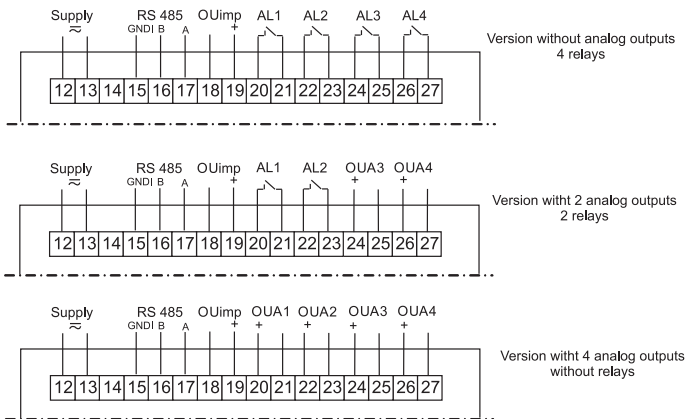 Supply RS 485 OUimp AL1 AL2 AL3 AL4
≂ GNDI B A +
Version without analog outputs
4 relays
12 13 14 15 16 17 18 19 20 21 22 23 24 25 26 27
Supply RS 485 OUimp AL1 AL2 OUA3 OUA4
≂ GNDI B A + + +
Version witht 2 analog outputs
2 relays
12 13 14 15 16 17 18 19 20 21 22 23 24 25 26 27
Supply RS 485 OUimp OUA1 OUA2 OUA3 OUA4
≂ GNDI B A + + + + +
Version witht 4 analog outputs
without relays
12 13 14 15 16 17 18 19 20 21 22 23 24 25 26 27